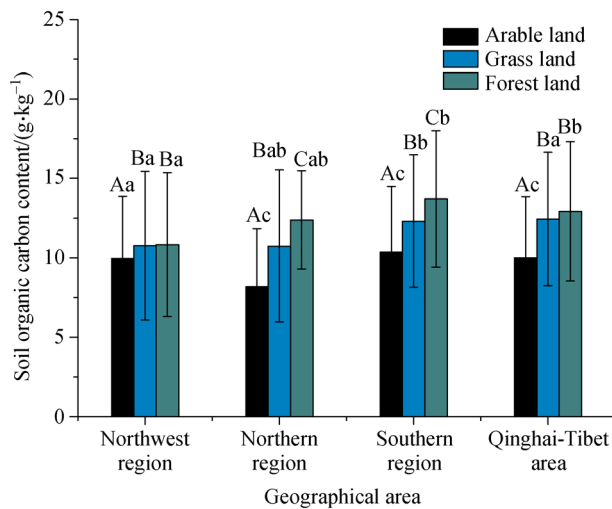 25
20
15
10
5
0
Soil organic carbon content/(g·kg⁻¹)
Arable land
Grass land
Forest land
Aa
Ba
Ba
Ac
Bab
Cab
Ac
Bb
Cb
Ac
Ba
Bb
Northwest
region
Northern
region
Southern
region
Qinghai-Tibet
area
Geographical area